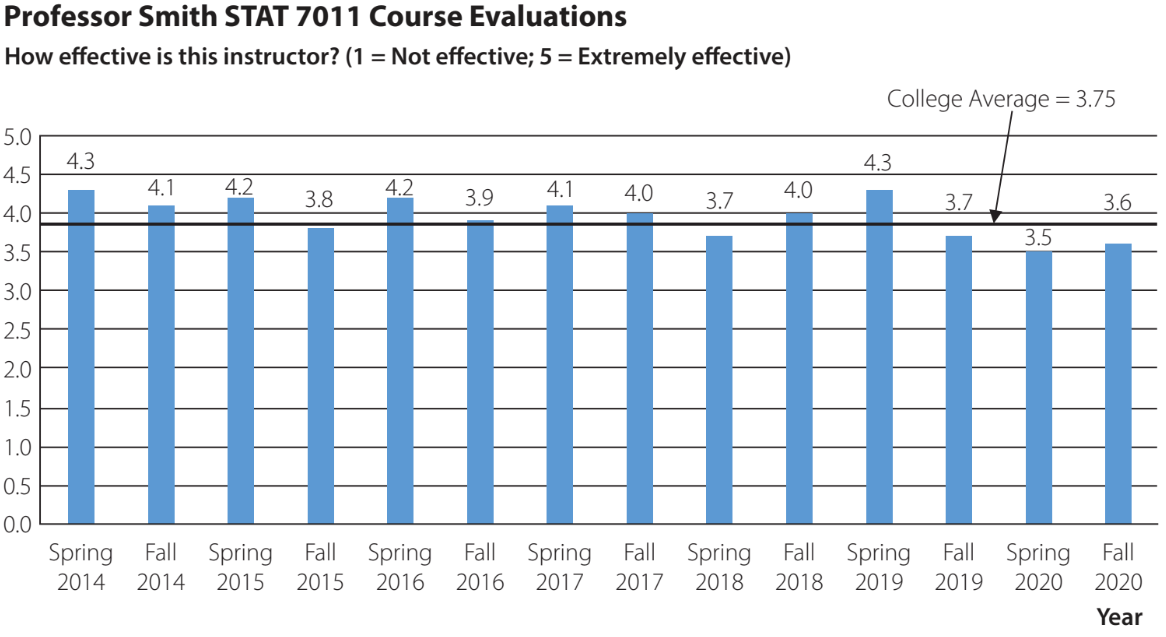 Professor Smith STAT 7011 Course Evaluations
How effective is this instructor? (1 = Not effective; 5 = Extremely effective)
College Average = 3.75
5.0
4.5
4.0
3.5
3.0
2.5
2.0
1.5
1.0
0.5
0.0
4.3
4.1
4.2
3.8
4.2
3.9
4.1
4.0
3.7
4.0
4.3
3.7
3.5
3.6
Spring 2014
Fall 2014
Spring 2015
Fall 2015
Spring 2016
Fall 2016
Spring 2017
Fall 2017
Spring 2018
Fall 2018
Spring 2019
Fall 2019
Spring 2020
Fall 2020
Year